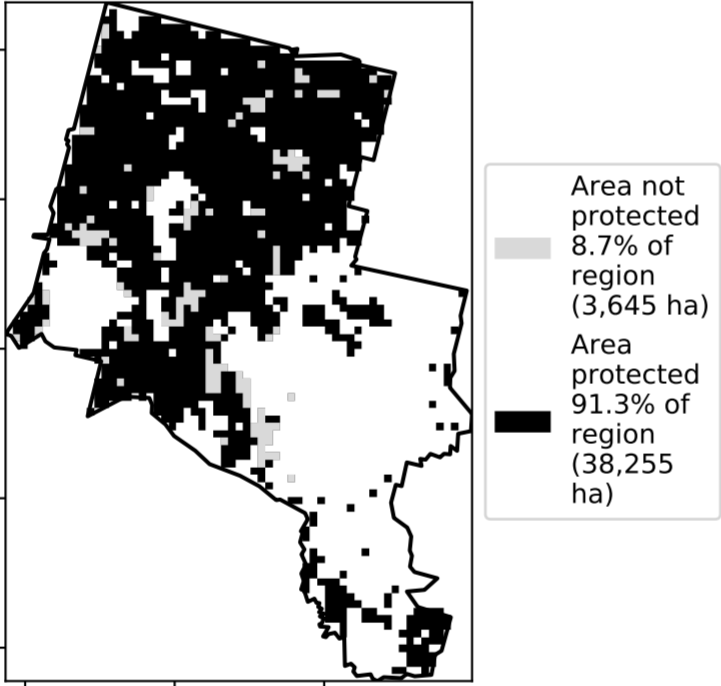 Area not
protected
8.7% of
region
(3,645 ha)
Area
protected
91.3% of
region
(38,255
ha)